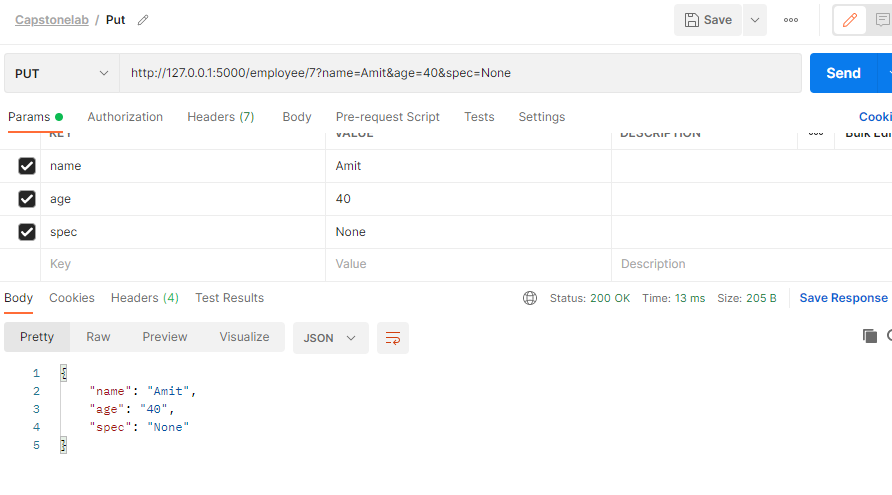 Capstonelab / Put
Save
PUT http://127.0.0.1:5000/employee/7?name=Amit&age=40&spec=None Send
Params Authorization Headers (7) Body Pre-request Script Tests Settings Cooki
KEY VALUE DESCRIPTION ooo Bulk Edi
name Amit
age 40
spec None
Key Value Description
Body Cookies Headers (4) Test Results Status: 200 OK Time: 13 ms Size: 205 B Save Response
Pretty Raw Preview Visualize JSON
1 {
2 "name": "Amit",
3 "age": "40",
4 "spec": "None"
5 }